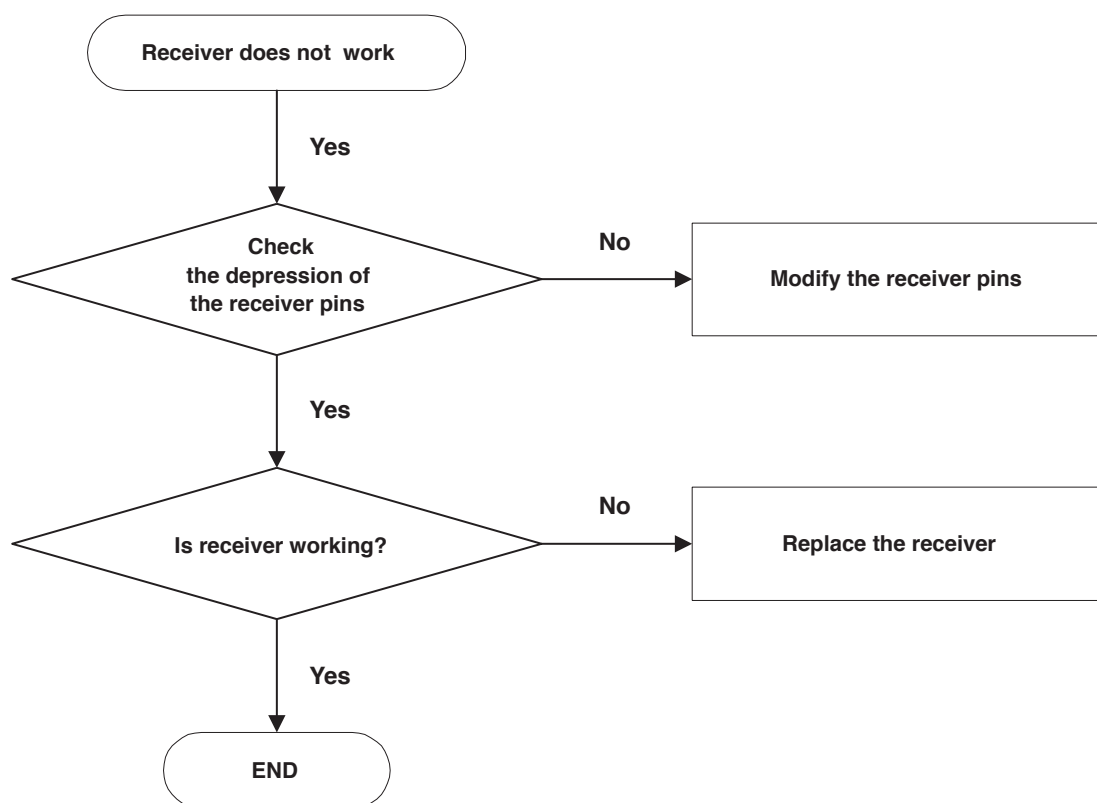 Receiver does not work
Yes
Check
the depression of
the receiver pins
No
Modify the receiver pins
Yes
Is receiver working?
No
Replace the receiver
Yes
END